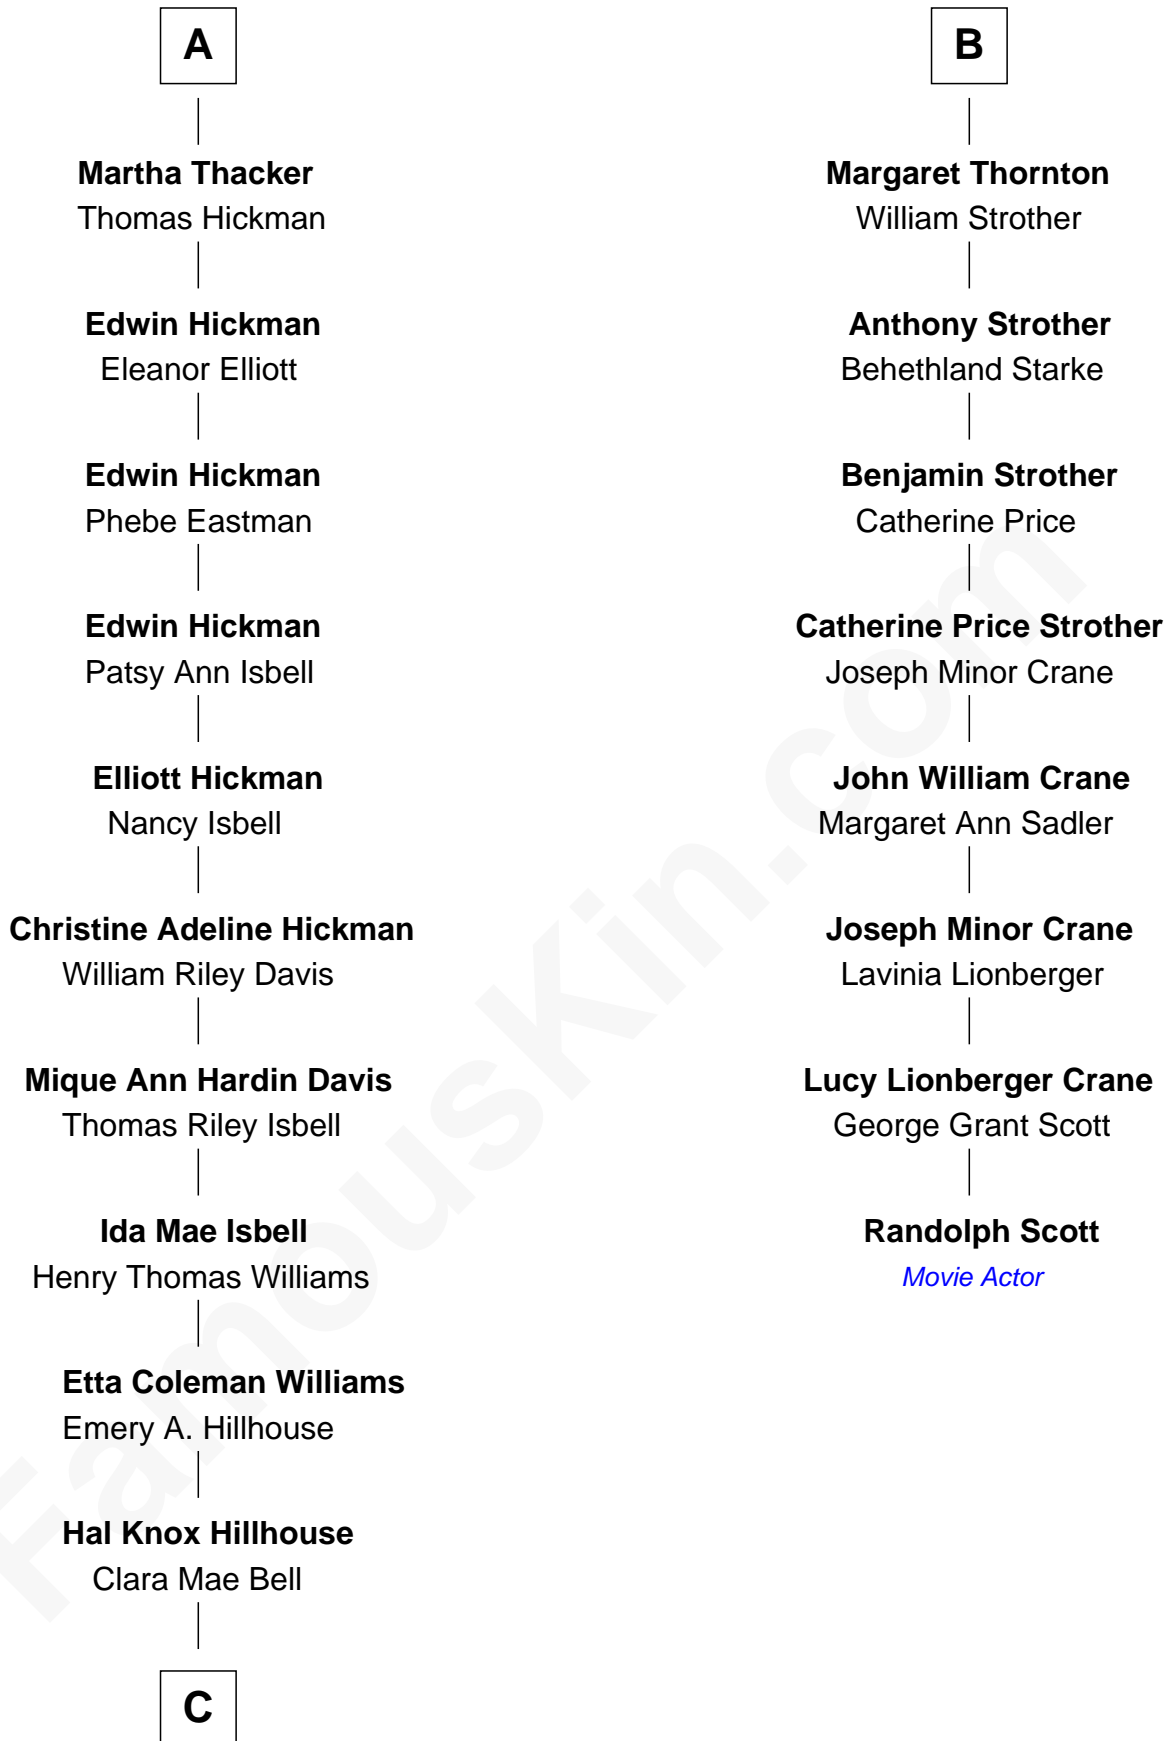 A
Martha Thacker
Thomas Hickman
Edwin Hickman
Eleanor Elliott
Edwin Hickman
Phebe Eastman
Edwin Hickman
Patsy Ann Isbell
Elliott Hickman
Nancy Isbell
Christine Adeline Hickman
William Riley Davis
Mique Ann Hardin Davis
Thomas Riley Isbell
Ida Mae Isbell
Henry Thomas Williams
Etta Coleman Williams
Emery A. Hillhouse
Hal Knox Hillhouse
Clara Mae Bell
C
B
Margaret Thornton
William Strother
Anthony Strother
Behethland Starke
Benjamin Strother
Catherine Price
Catherine Price Strother
Joseph Minor Crane
John William Crane
Margaret Ann Sadler
Joseph Minor Crane
Lavinia Lionberger
Lucy Lionberger Crane
George Grant Scott
Randolph Scott
Movie Actor
FamousKin.com